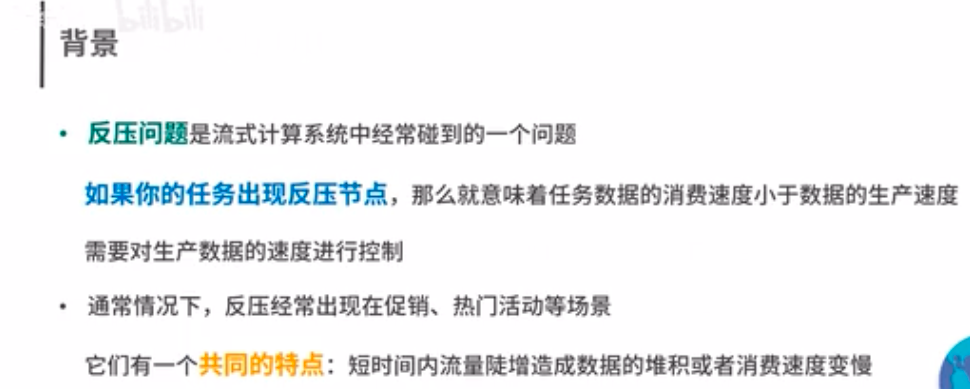 bilibili
背景
• 反压问题是流式计算系统中经常碰到的一个问题
如果你的任务出现反压节点，那么就意味着任务数据的消费速度小于数据的生产速度
需要对生产数据的速度进行控制
• 通常情况下，反压经常出现在促销、热门活动等场景
它们有一个共同的特点：短时间内流量陡增造成数据的堆积或者消费速度变慢